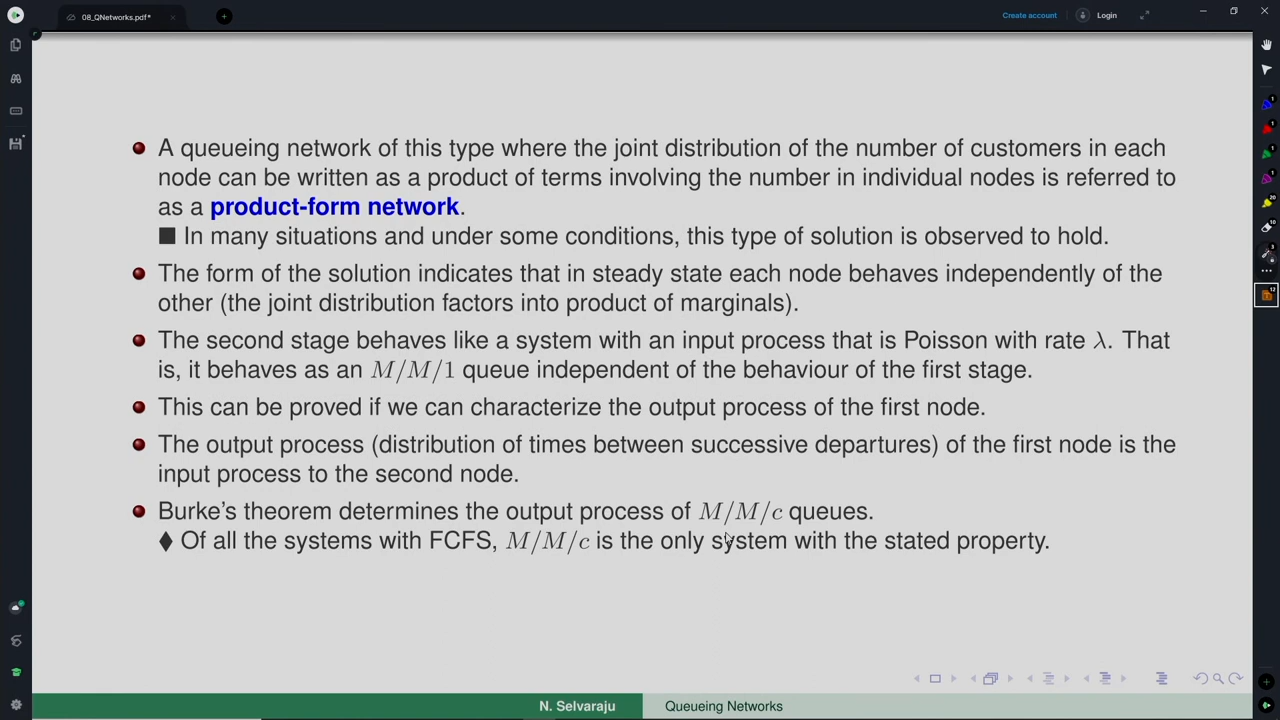 08_QNetworks.pdf*
Create account
Login
● A queueing network of this type where the joint distribution of the number of customers in each
node can be written as a product of terms involving the number in individual nodes is referred to
as a product-form network.
■ In many situations and under some conditions, this type of solution is observed to hold.
● The form of the solution indicates that in steady state each node behaves independently of the
other (the joint distribution factors into product of marginals).
● The second stage behaves like a system with an input process that is Poisson with rate λ. That
is, it behaves as an M/M/1 queue independent of the behaviour of the first stage.
● This can be proved if we can characterize the output process of the first node.
● The output process (distribution of times between successive departures) of the first node is the
input process to the second node.
● Burke's theorem determines the output process of M/M/c queues.
♦ Of all the systems with FCFS, M/M/c is the only system with the stated property.
N. Selvaraju
Queueing Networks